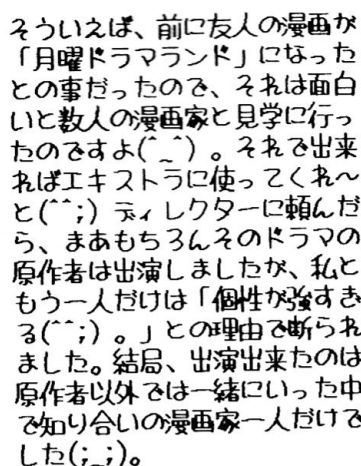 そういえば、前に友人の漫画が
「月曜ドラマランド」になった
との事だったので、それは面白
いと数人の漫画家と見学に行っ
たのですよ(^_^)。それで出来
ればエキストラに使ってくれ〜
と(^^;)ディレクターに頼んだ
ら、まあもちろんそのドラマの
原作者は出演しましたが、私と
もう一人だけは「個性が強すぎ
る(^^;)。」との理由で断られ
ました。結局、出演出来たのは
原作者以外では一緒にいった中
で知り合いの漫画家一人だけで
した(;_;)。